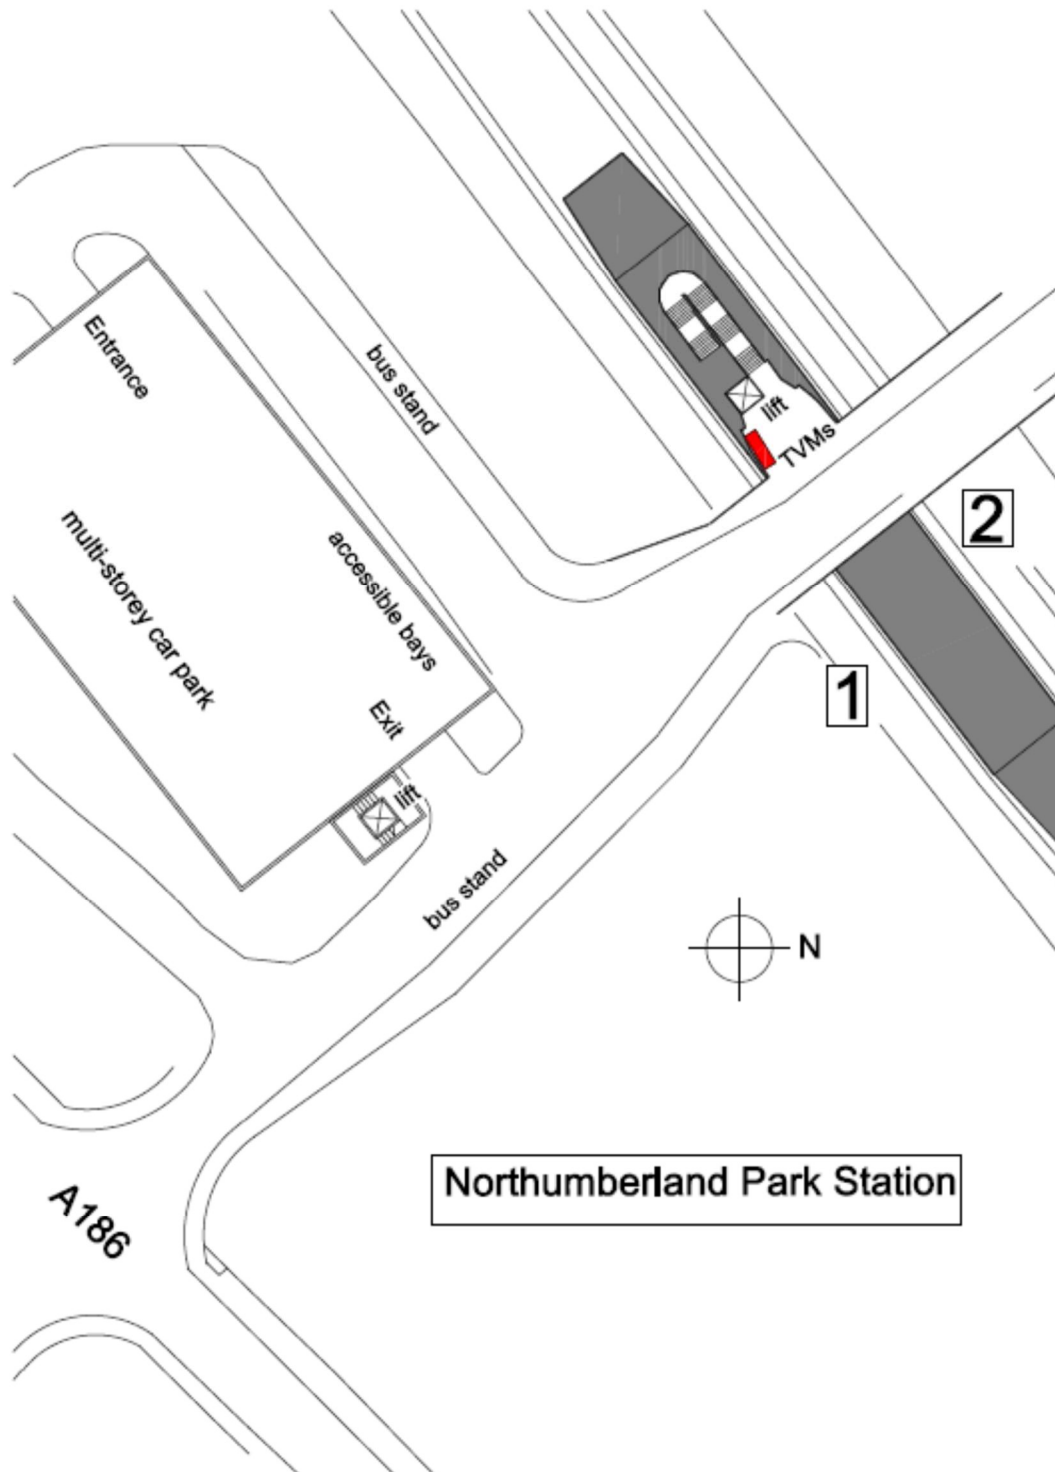 Entrance
bus stand
lift
TVMs
2
multi-storey car park
accessible bays
1
Exit
lift
bus stand
N
Northumberland Park Station
A186